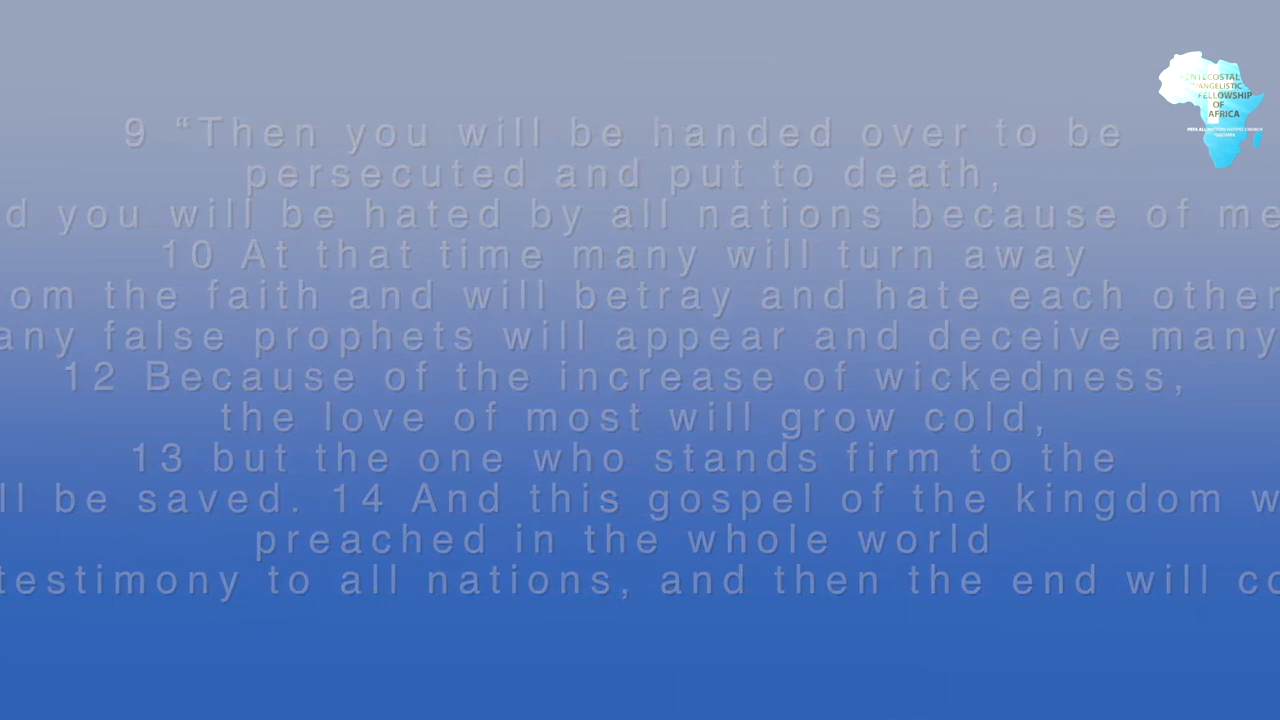 9 “Then you will be handed over to be
persecuted and put to death,
d you will be hated by all nations because of me
10 At that time many will turn away
om the faith and will betray and hate each other
any false prophets will appear and deceive many
12 Because of the increase of wickedness,
the love of most will grow cold,
13 but the one who stands firm to the
ll be saved. 14 And this gospel of the kingdom w
preached in the whole world
testimony to all nations, and then the end will co
PENTECOSTAL
EVANGELISTIC
FELLOWSHIP
OF
AFRICA